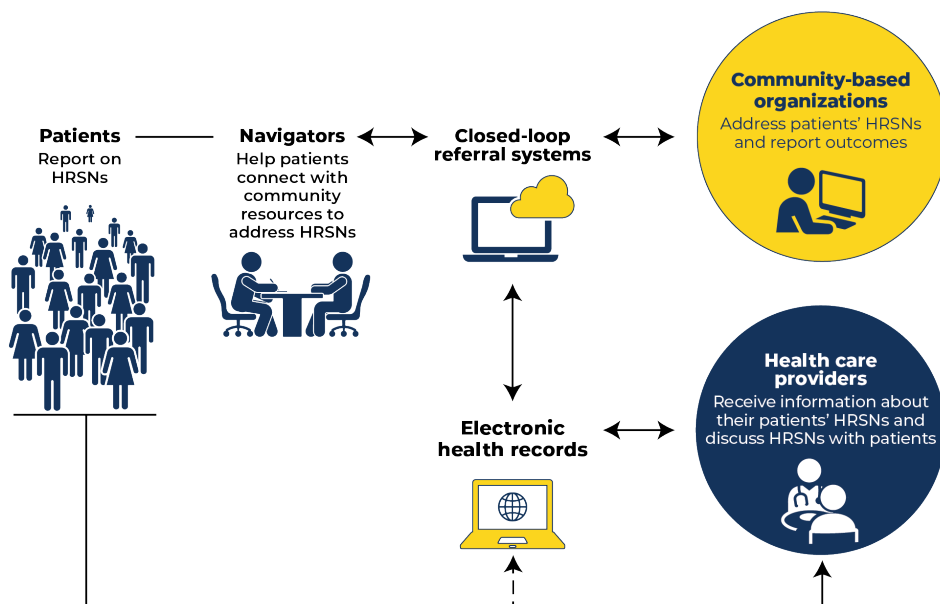 Patients
Report on
HRSNs
Navigators
Help patients
connect with
community
resources to
address HRSNs
Closed-loop
referral systems
Community-based
organizations
Address patients’ HRSNs
and report outcomes
Electronic
health records
Health care
providers
Receive information about
their patients’ HRSNs and
discuss HRSNs with patients